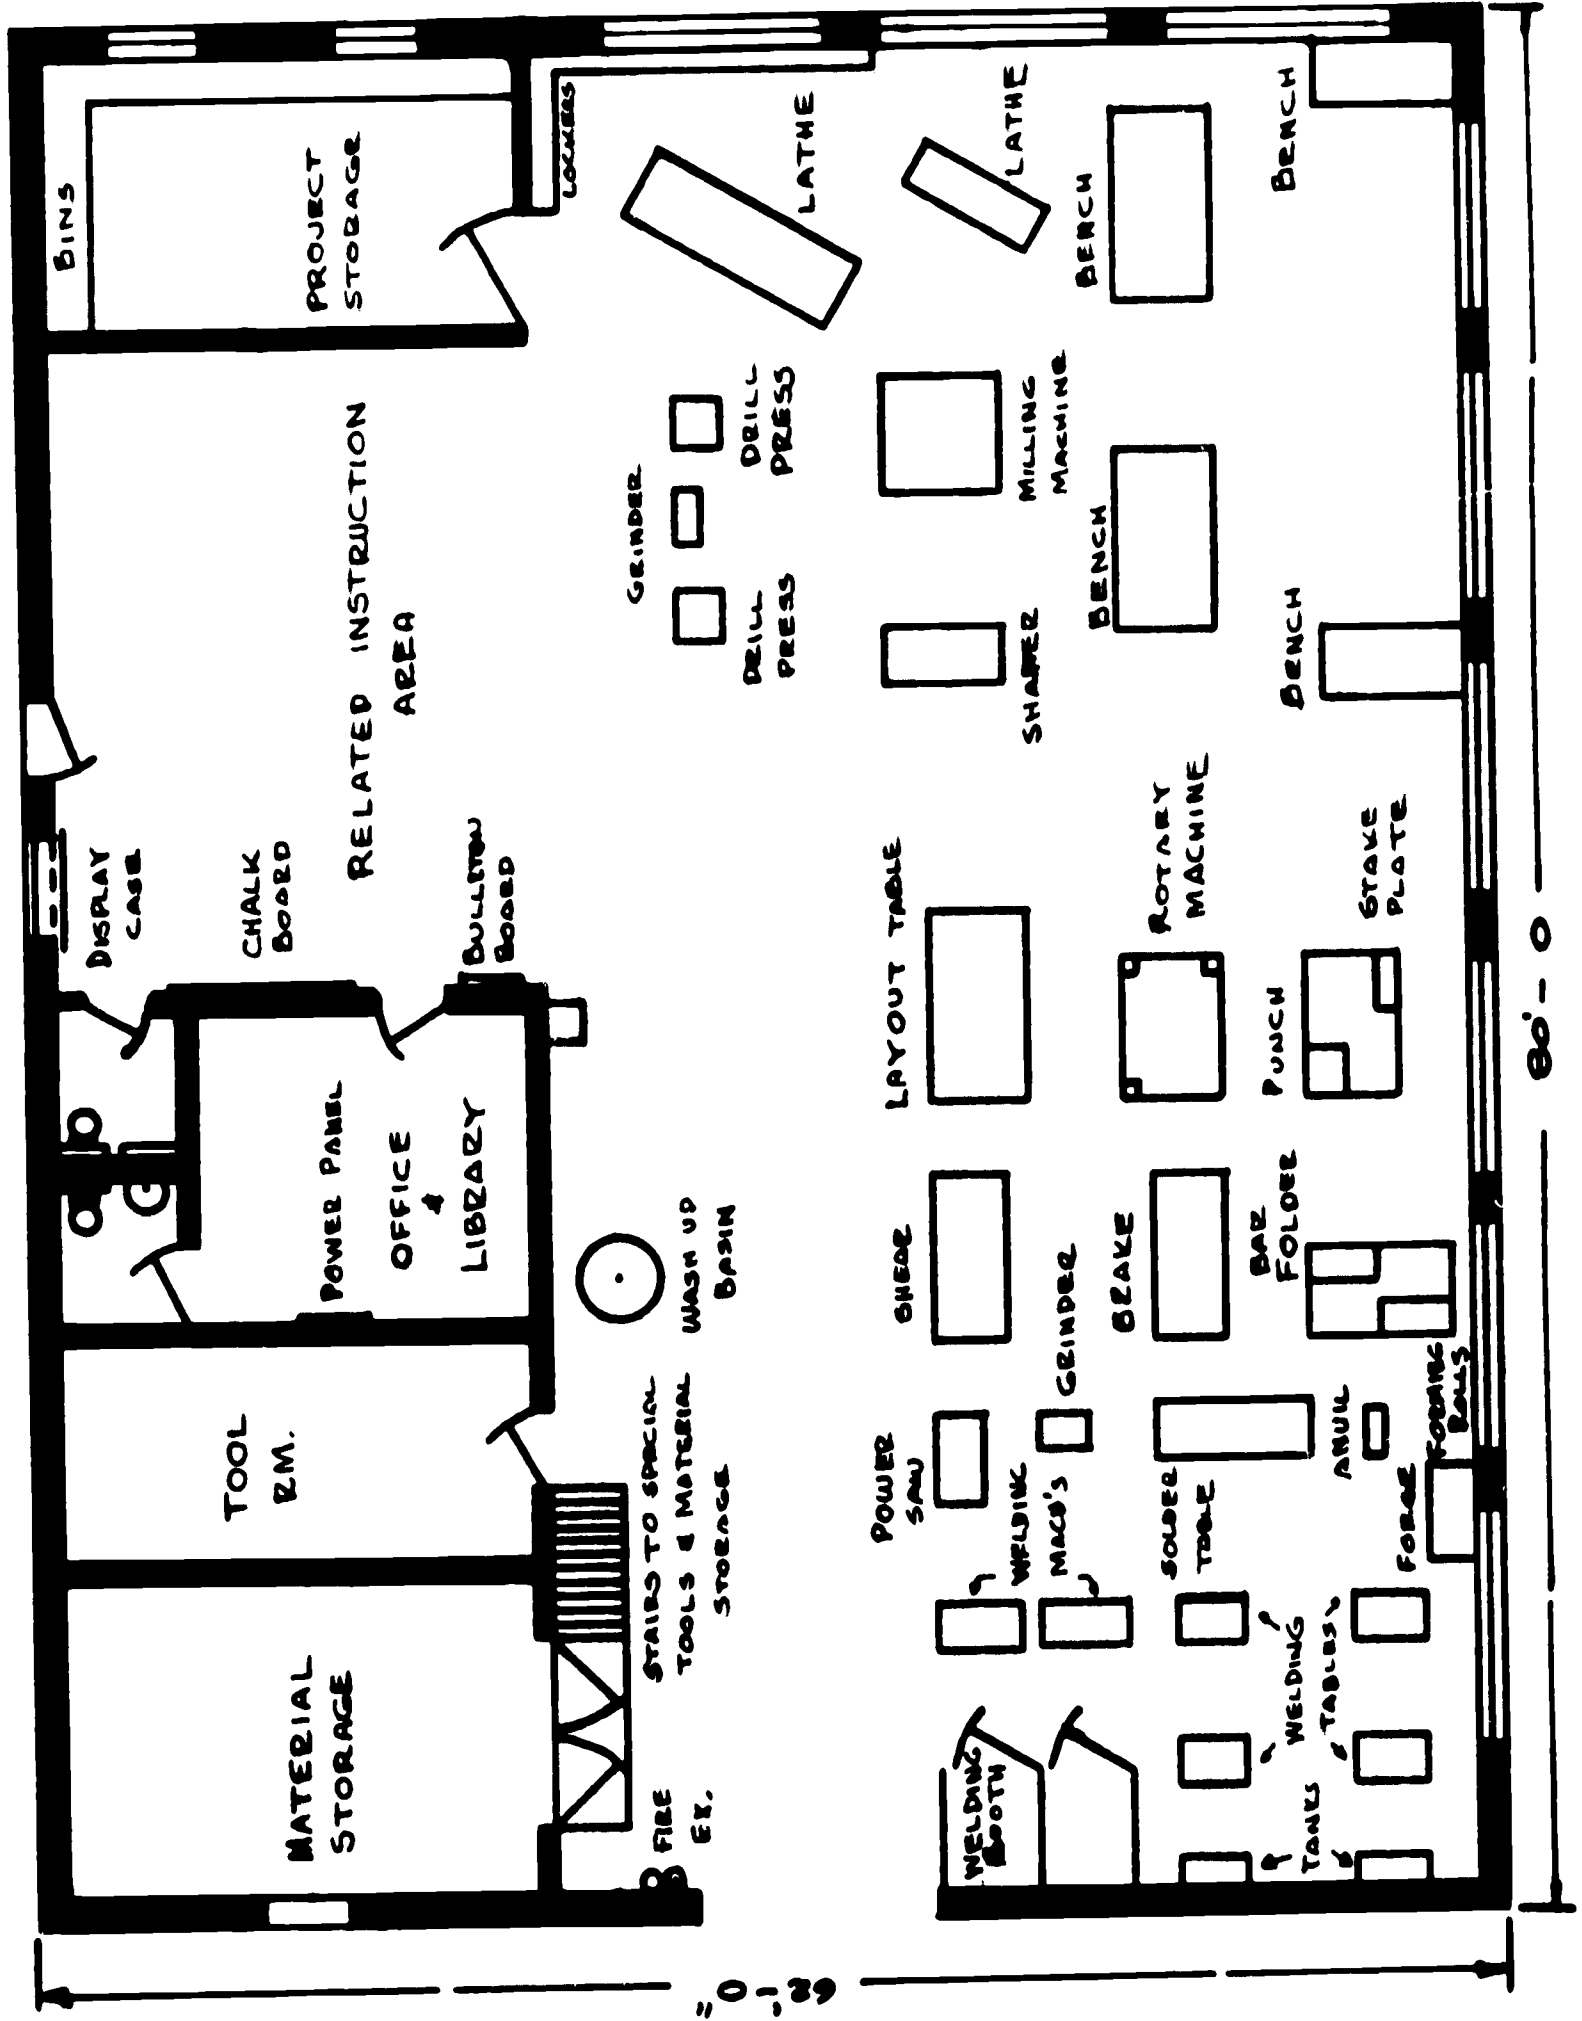 BINS
DISPLAY
CASE
PROJECT
STORAGE
CHALK
BOARD
RELATED INSTRUCTION
AREA
BULLETON
BOARD
POWER PANEL
OFFICE
&
LIBRARY
TOOL
RM.
MATERIAL
STORAGE
LOCKERS
STAIRS TO SPECIAL
TOOLS & MATERIAL
STORAGE
WASH UP
BASIN
FIRE
EX.
GRINDER
DRILL
PRESS
DRILL
PRESS
LATHE
LATHE
MILLING
MACHINE
SHAPER
LAYOUT TABLE
SHEAR
POWER
SAW
GRINDER
WELDING
MACH'S
WELDING
BOOTH
BENCH
BENCH
ROTARY
MACHINE
BRAKE
SOLDER
TABLE
BENCH
BENCH
STAKE
PLATE
PUNCH
BAR
FOLDER
ANVIL
FORMING
ROLLS
FORGE
WELDING
TABLES
TANKS
80'-0
62'-0"